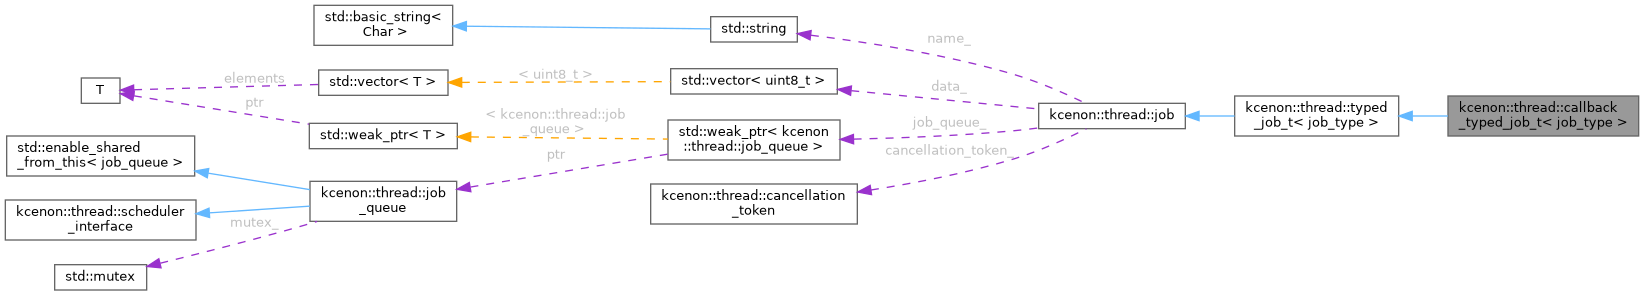 std::basic_string<
Char >
std::string
name_
elements
T
std::vector< T >
< uint8_t >
std::vector< uint8_t >
data_
ptr
std::weak_ptr< T >
< kcenon::thread::job
_queue >
std::weak_ptr< kcenon
::thread::job_queue >
job_queue_
kcenon::thread::job
kcenon::thread::typed
_job_t< job_type >
kcenon::thread::callback
_typed_job_t< job_type >
std::enable_shared
_from_this< job_queue >
ptr
cancellation_token_
kcenon::thread::job
_queue
kcenon::thread::cancellation
_token
kcenon::thread::scheduler
_interface
mutex_
std::mutex